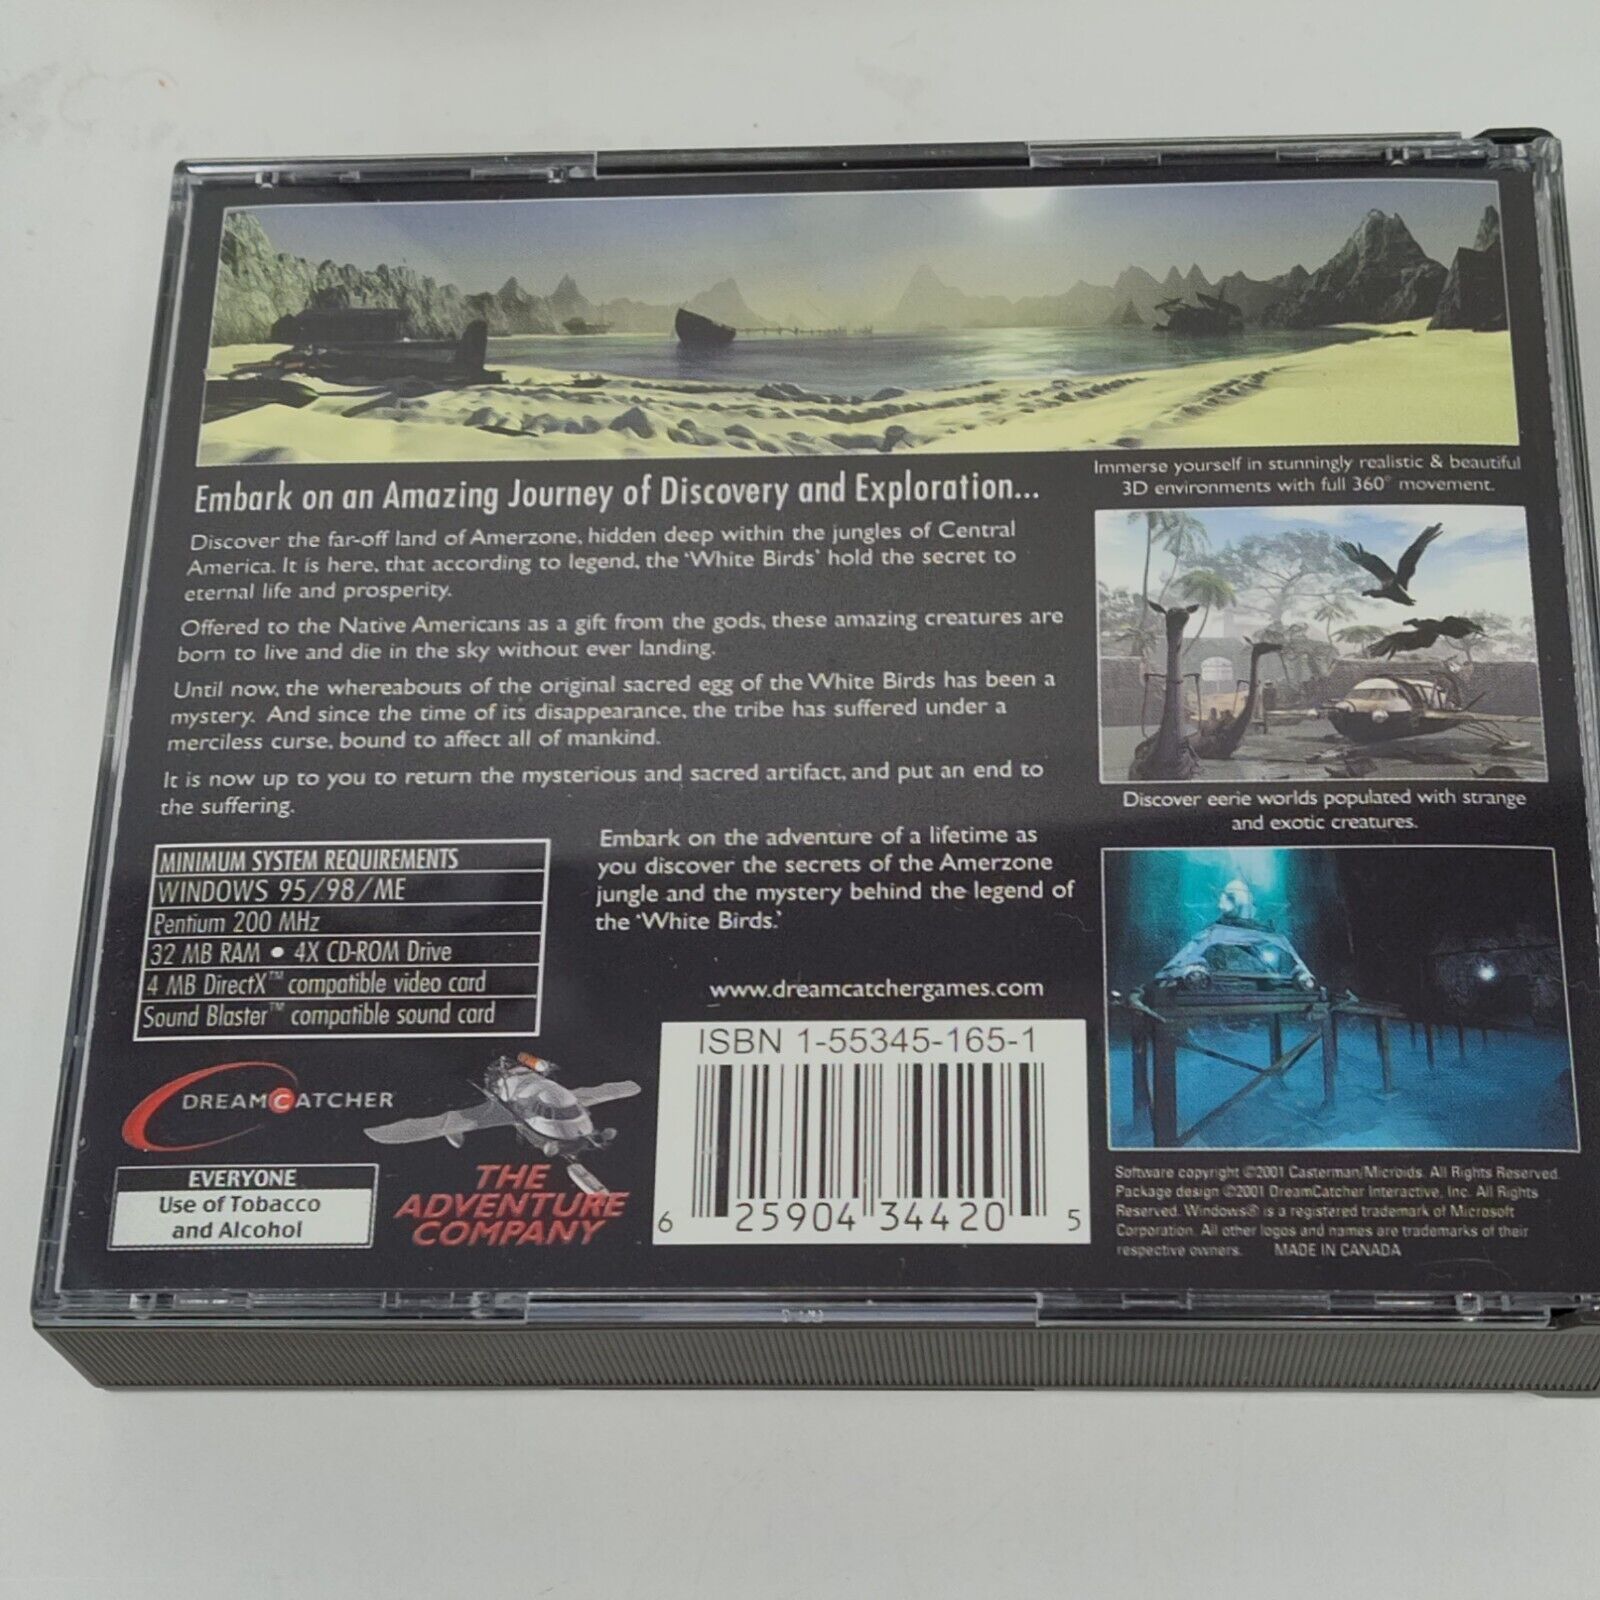 Embark on an Amazing Journey of Discovery and Exploration...
Discover the far-off land of Amerzone, hidden deep within the jungles of Central
America. It is here, that according to legend, the 'White Birds' hold the secret to
eternal life and prosperity.
Offered to the Native Americans as a gift from the gods, these amazing creatures are
born to live and die in the sky without ever landing.
Until now, the whereabouts of the original sacred egg of the White Birds has been a
mystery. And since the time of its disappearance, the tribe has suffered under a
merciless curse, bound to affect all of mankind.
It is now up to you to return the mysterious and sacred artifact, and put an end to
the suffering.
Embark on the adventure of a lifetime as
you discover the secrets of the Amerzone
jungle and the mystery behind the legend of
the 'White Birds.'
MINIMUM SYSTEM REQUIREMENTS
WINDOWS 95/98/ME
Pentium 200 MHz
32 MB RAM • 4X CD-ROM Drive
4 MB DirectX™ compatible video card
Sound Blaster™ compatible sound card
www.dreamcatchergames.com
DREAMCATCHER
EVERYONE
Use of Tobacco
and Alcohol
THE
ADVENTURE
COMPANY
ISBN 1-55345-165-1
6 25904 34420 5
Immerse yourself in stunningly realistic & beautiful
3D environments with full 360° movement.
Discover eerie worlds populated with strange
and exotic creatures.
Software copyright ©2001 Casterman/Microids. All Rights Reserved.
Package design ©2001 DreamCatcher Interactive, Inc. All Rights
Reserved. Windows® is a registered trademark of Microsoft
Corporation. All other logos and names are trademarks of their
respective owners. MADE IN CANADA